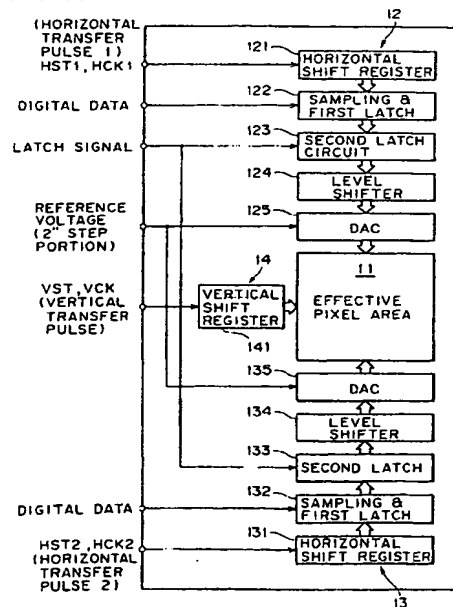 (HORIZONTAL
TRANSFER
PULSE 1)
HST1, HCK1
12
121
HORIZONTAL
SHIFT REGISTER
122
DIGITAL DATA
SAMPLING &
FIRST LATCH
123
LATCH SIGNAL
SECOND LATCH
CIRCUIT
124
LEVEL
SHIFTER
125
REFERENCE
VOLTAGE
(2" STEP
PORTION)
DAC
11
EFFECTIVE
PIXEL AREA
14
VST, VCK
(VERTICAL
TRANSFER
PULSE)
VERTICAL
SHIFT
REGISTER
141
135
DAC
134
LEVEL
SHIFTER
133
SECOND LATCH
132
DIGITAL DATA
SAMPLING &
FIRST LATCH
131
HST2, HCK2
(HORIZONTAL
TRANSFER
PULSE 2)
HORIZONTAL
SHIFT REGISTER
13